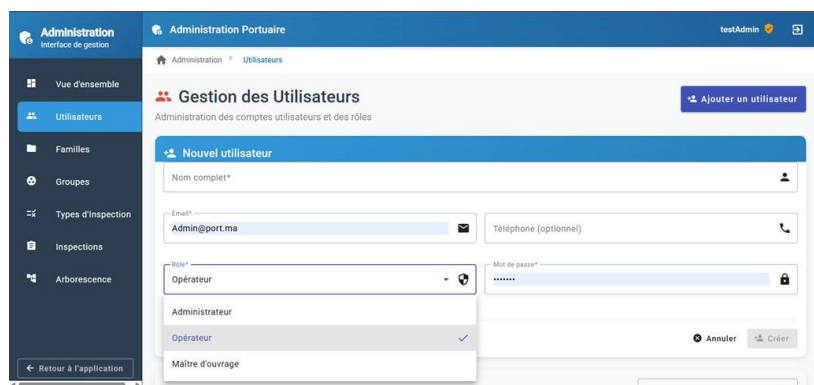 Administration
Interface de gestion
Administration Portuaire
testAdmin
Administration > Utilisateurs
Vue d'ensemble
Utilisateurs
Familles
Groupes
Types d'Inspection
Inspections
Arborescence
Retour à l'application
Gestion des Utilisateurs
Administration des comptes utilisateurs et des rôles
Ajouter un utilisateur
Nouvel utilisateur
Nom complet*
Email*
Admin@port.ma
Téléphone (optionnel)
Rôle*
Opérateur
Mot de passe*
•••••••
Administrateur
Opérateur
Maître d'ouvrage
Annuler
Créer